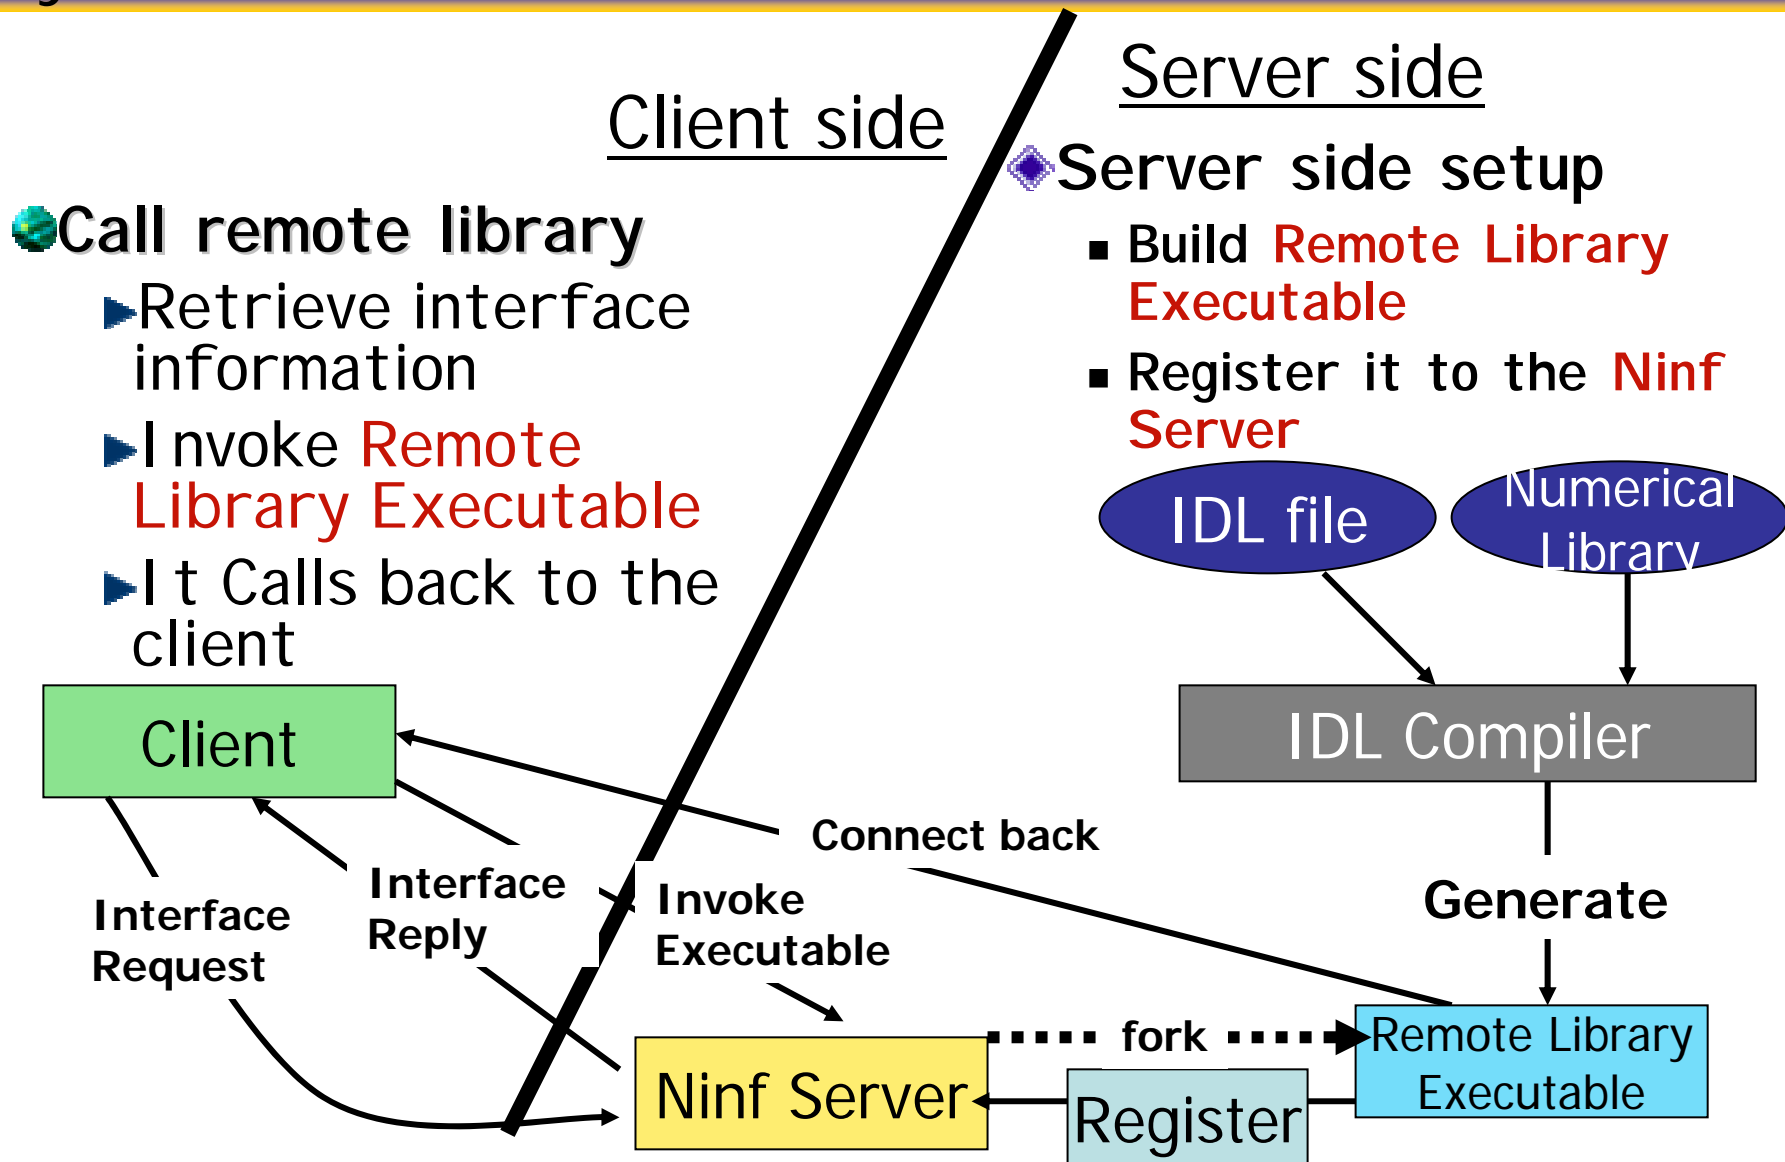 Client side
Call remote library
Retrieve interface
information
Invoke Remote
Library Executable
It Calls back to the
client
Server side
Server side setup
Build Remote Library
Executable
Register it to the Ninf
Server
IDL file
Numerical
Library
IDL Compiler
Generate
Client
Connect back
Interface
Request
Interface
Reply
Invoke
Executable
Ninf Server
fork
Register
Remote Library
Executable